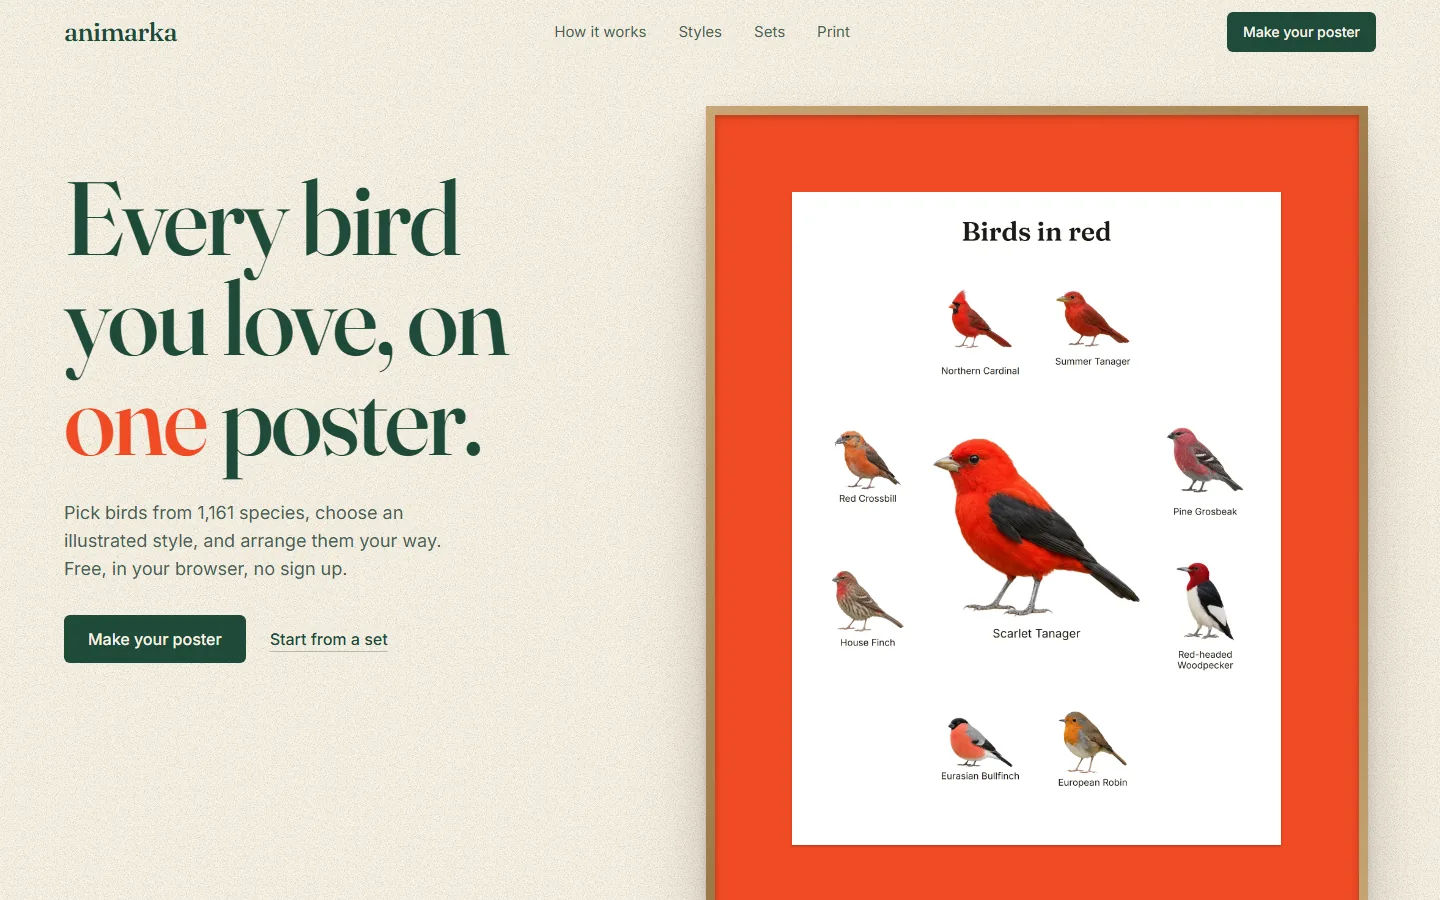 animarka
How it works
Styles
Sets
Print
Make your poster
Every bird
you love, on
one poster.
Pick birds from 1,161 species, choose an
illustrated style, and arrange them your way.
Free, in your browser, no sign up.
Make your poster
Start from a set
Birds in red
Northern Cardinal
Summer Tanager
Red Crossbill
Pine Grosbeak
House Finch
Scarlet Tanager
Red-headed
Woodpecker
Eurasian Bullfinch
European Robin